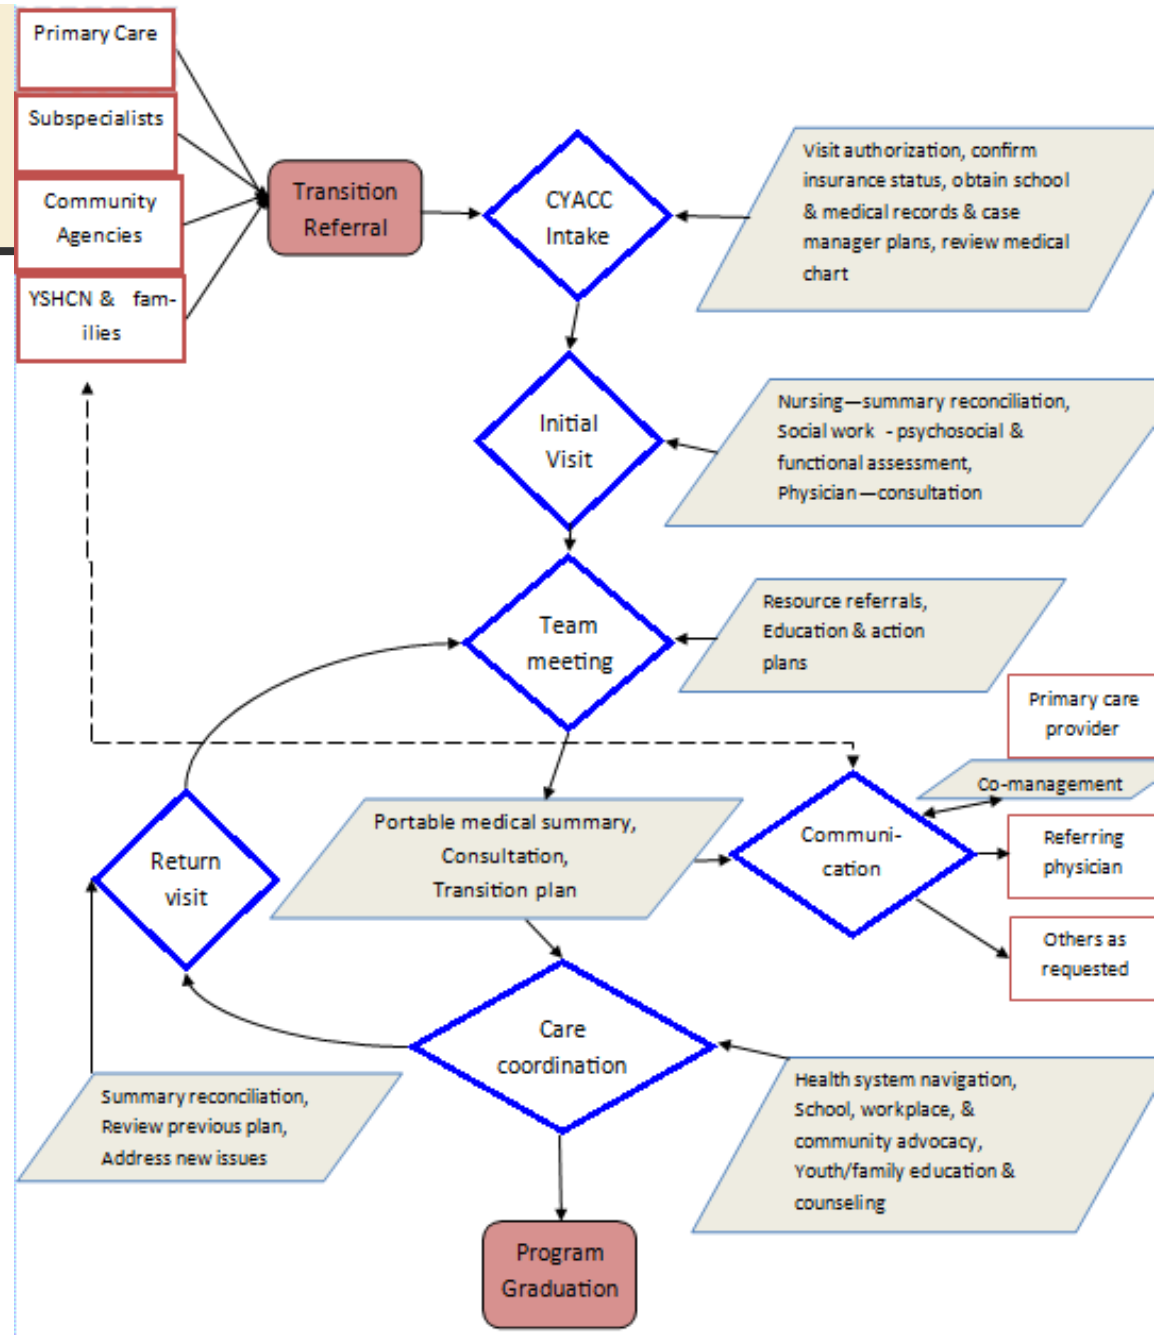 Primary Care
Subspecialists
Community
Agencies
YSHCN & fam-
ilies
Transition
Referral
CYACC
Intake
Visit authorization, confirm
insurance status, obtain school
& medical records & case
manager plans, review medical
chart
Initial
Visit
Nursing—summary reconciliation,
Social work - psychosocial &
functional assessment,
Physician—consultation
Team
meeting
Resource referrals,
Education & action
plans
Primary care
provider
Co-management
Communi-
cation
Referring
physician
Others as
requested
Portable medical summary,
Consultation,
Transition plan
Return
visit
Care
coordination
Summary reconciliation,
Review previous plan,
Address new issues
Health system navigation,
School, workplace, &
community advocacy,
Youth/family education &
counseling
Program
Graduation